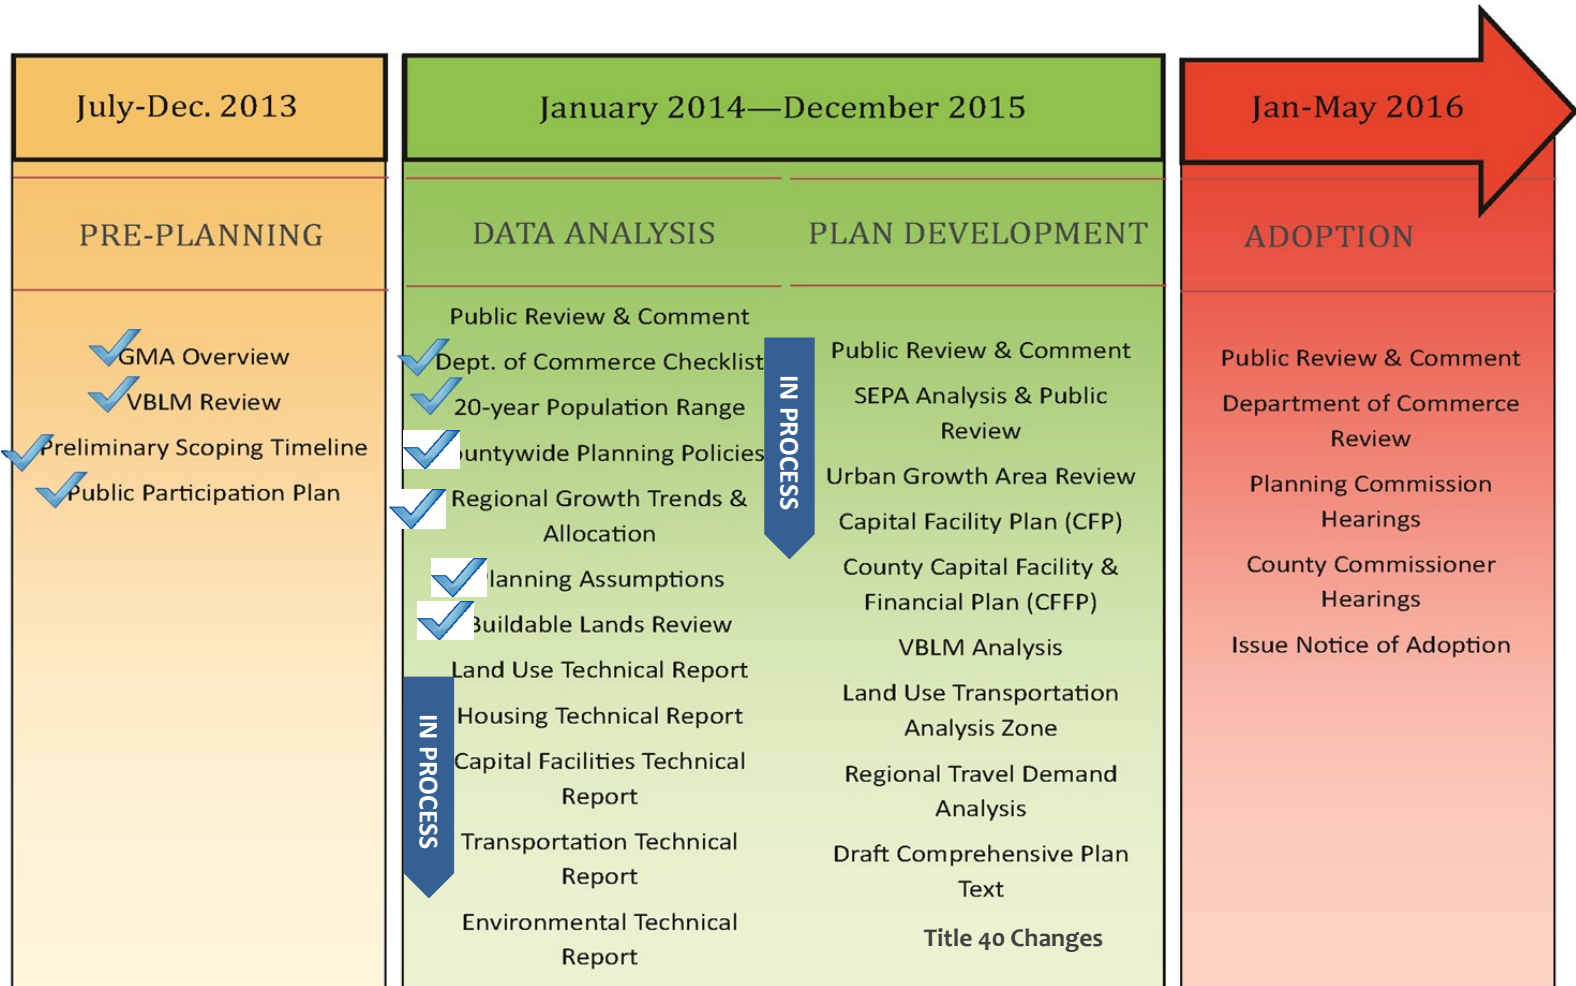 July-Dec. 2013
PRE-PLANNING
GMA Overview
VBLM Review
Preliminary Scoping Timeline
Public Participation Plan
January 2014—December 2015
DATA ANALYSIS
Public Review & Comment
Dept. of Commerce Checklist
20-year Population Range
ountywide Planning Policies
Regional Growth Trends &
Allocation
lanning Assumptions
Buildable Lands Review
Land Use Technical Report
Housing Technical Report
Capital Facilities Technical
Report
Transportation Technical
Report
Environmental Technical
Report
IN PROCESS
PLAN DEVELOPMENT
IN PROCESS
Public Review & Comment
SEPA Analysis & Public
Review
Urban Growth Area Review
Capital Facility Plan (CFP)
County Capital Facility &
Financial Plan (CFFP)
VBLM Analysis
Land Use Transportation
Analysis Zone
Regional Travel Demand
Analysis
Draft Comprehensive Plan
Text
Title 40 Changes
Jan-May 2016
ADOPTION
Public Review & Comment
Department of Commerce
Review
Planning Commission
Hearings
County Commissioner
Hearings
Issue Notice of Adoption